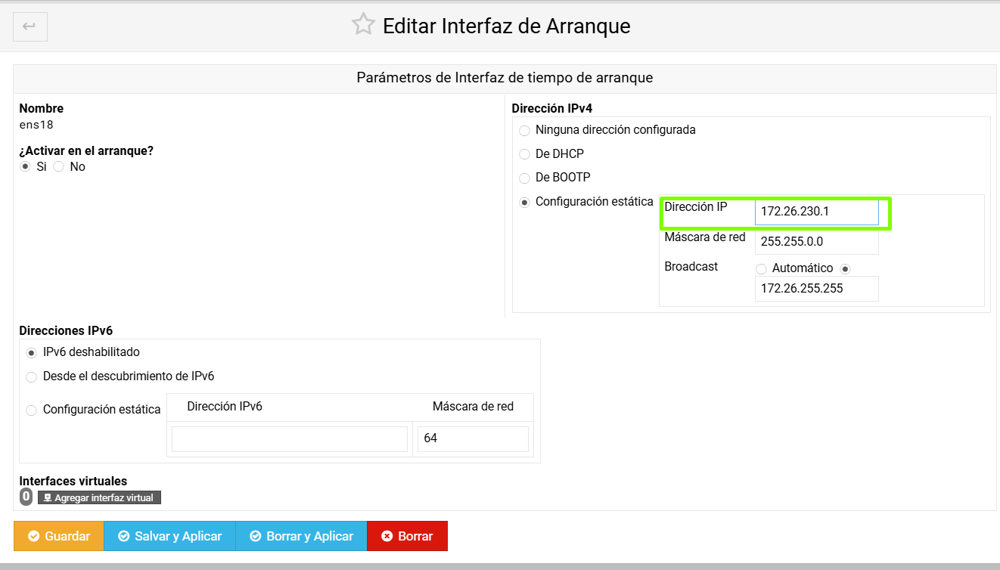 Editar Interfaz de Arranque
Parámetros de Interfaz de tiempo de arranque
Nombre
ens18
¿Activar en el arranque?
Si No
Dirección IPv4
Ninguna dirección configurada
De DHCP
De BOOTP
Configuración estática
Dirección IP 172.26.230.1
Máscara de red 255.255.0.0
Broadcast Automático
172.26.255.255
Direcciones IPv6
IPv6 deshabilitado
Desde el descubrimiento de IPv6
Configuración estática
Dirección IPv6 Máscara de red
64
Interfaces virtuales
0 Agregar interfaz virtual
Guardar Salvar y Aplicar Borrar y Aplicar Borrar